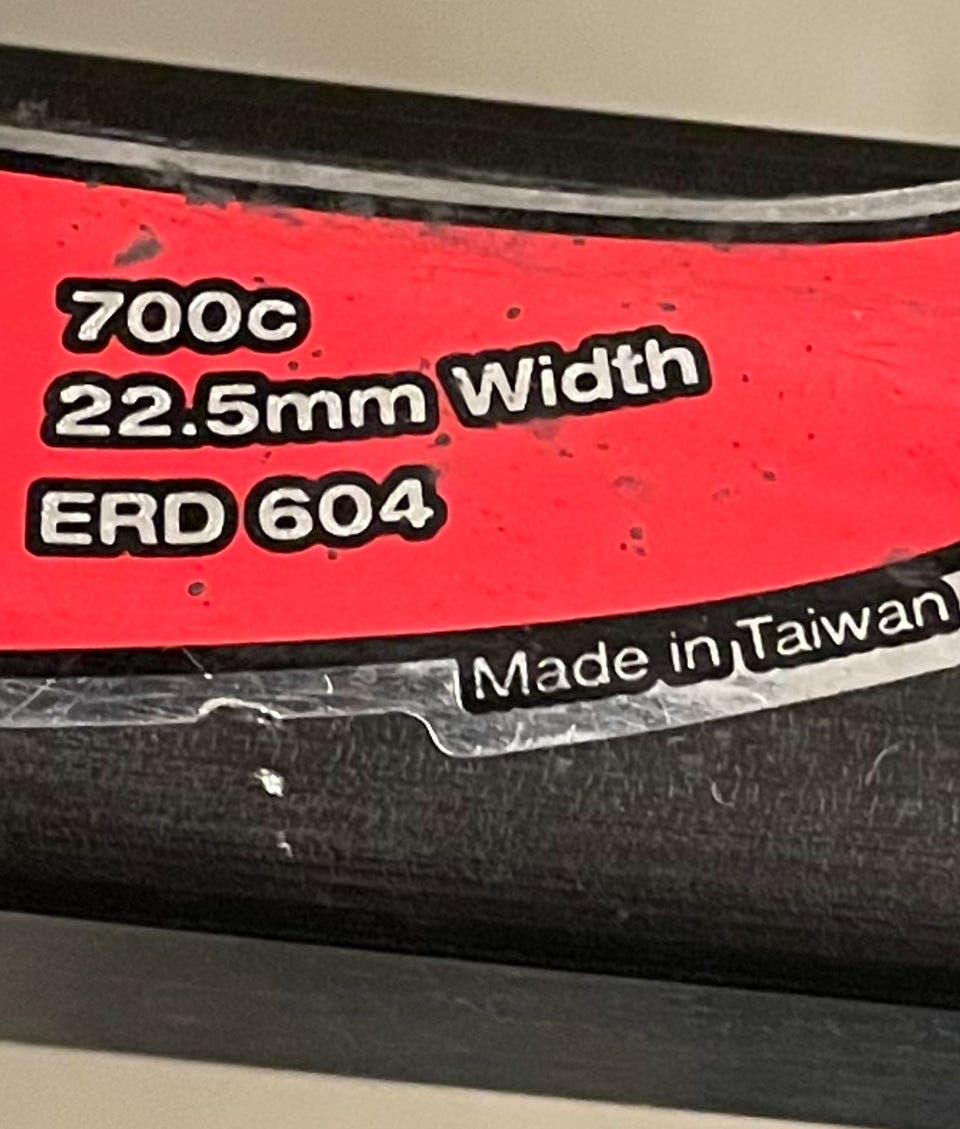 700c
22.5mm Width
ERD 604
Made in Taiwan